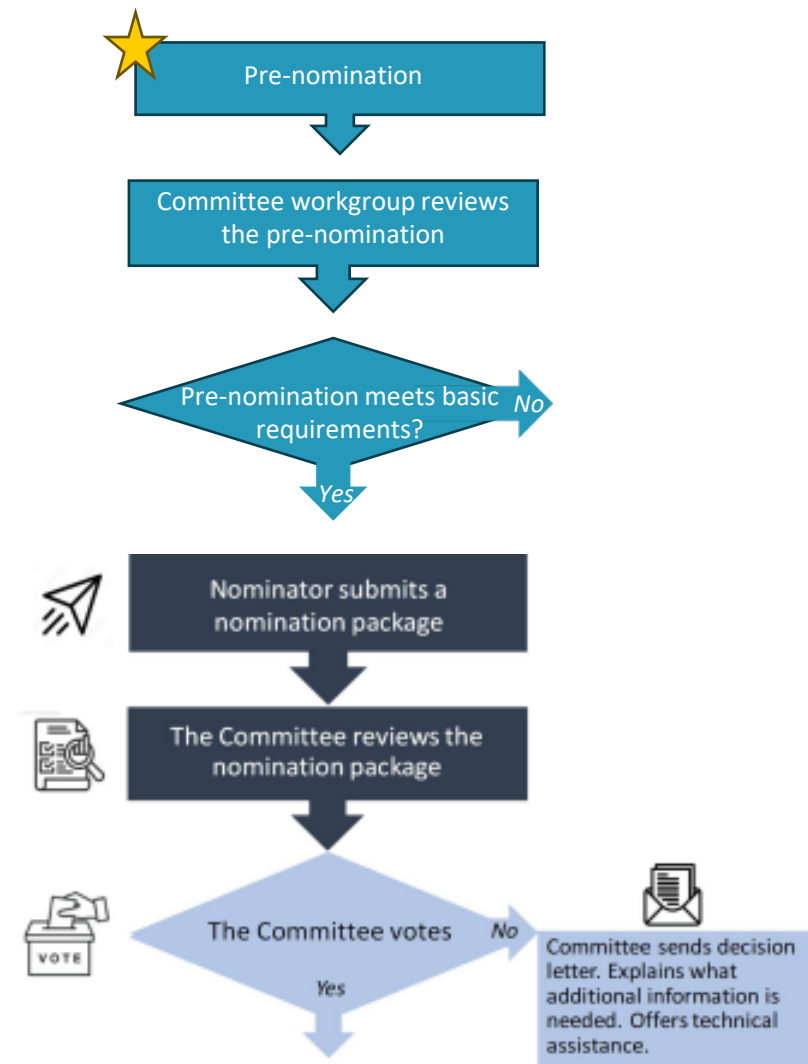 Pre-nomination
Committee workgroup reviews
the pre-nomination
Pre-nomination meets basic
requirements?
No
Yes
Nominator submits a
nomination package
The Committee reviews the
nomination package
VOTE
The Committee votes
No
Yes
Committee sends decision
letter. Explains what
additional information is
needed. Offers technical
assistance.